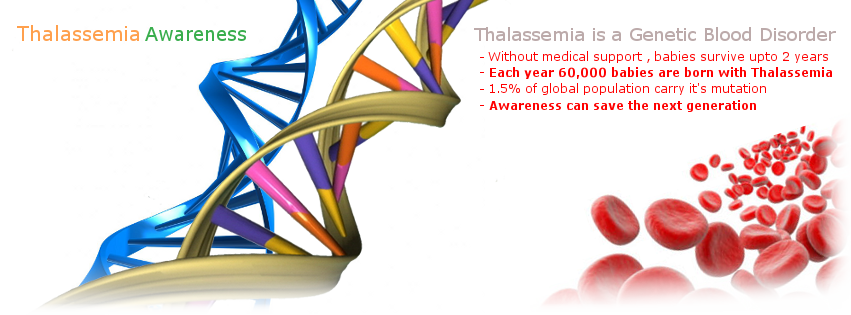 Thalassemia Awareness
Thalassemia is a Genetic Blood Disorder
- Without medical support , babies survive upto 2 years
- Each year 60,000 babies are born with Thalassemia
- 1.5% of global population carry it's mutation
- Awareness can save the next generation